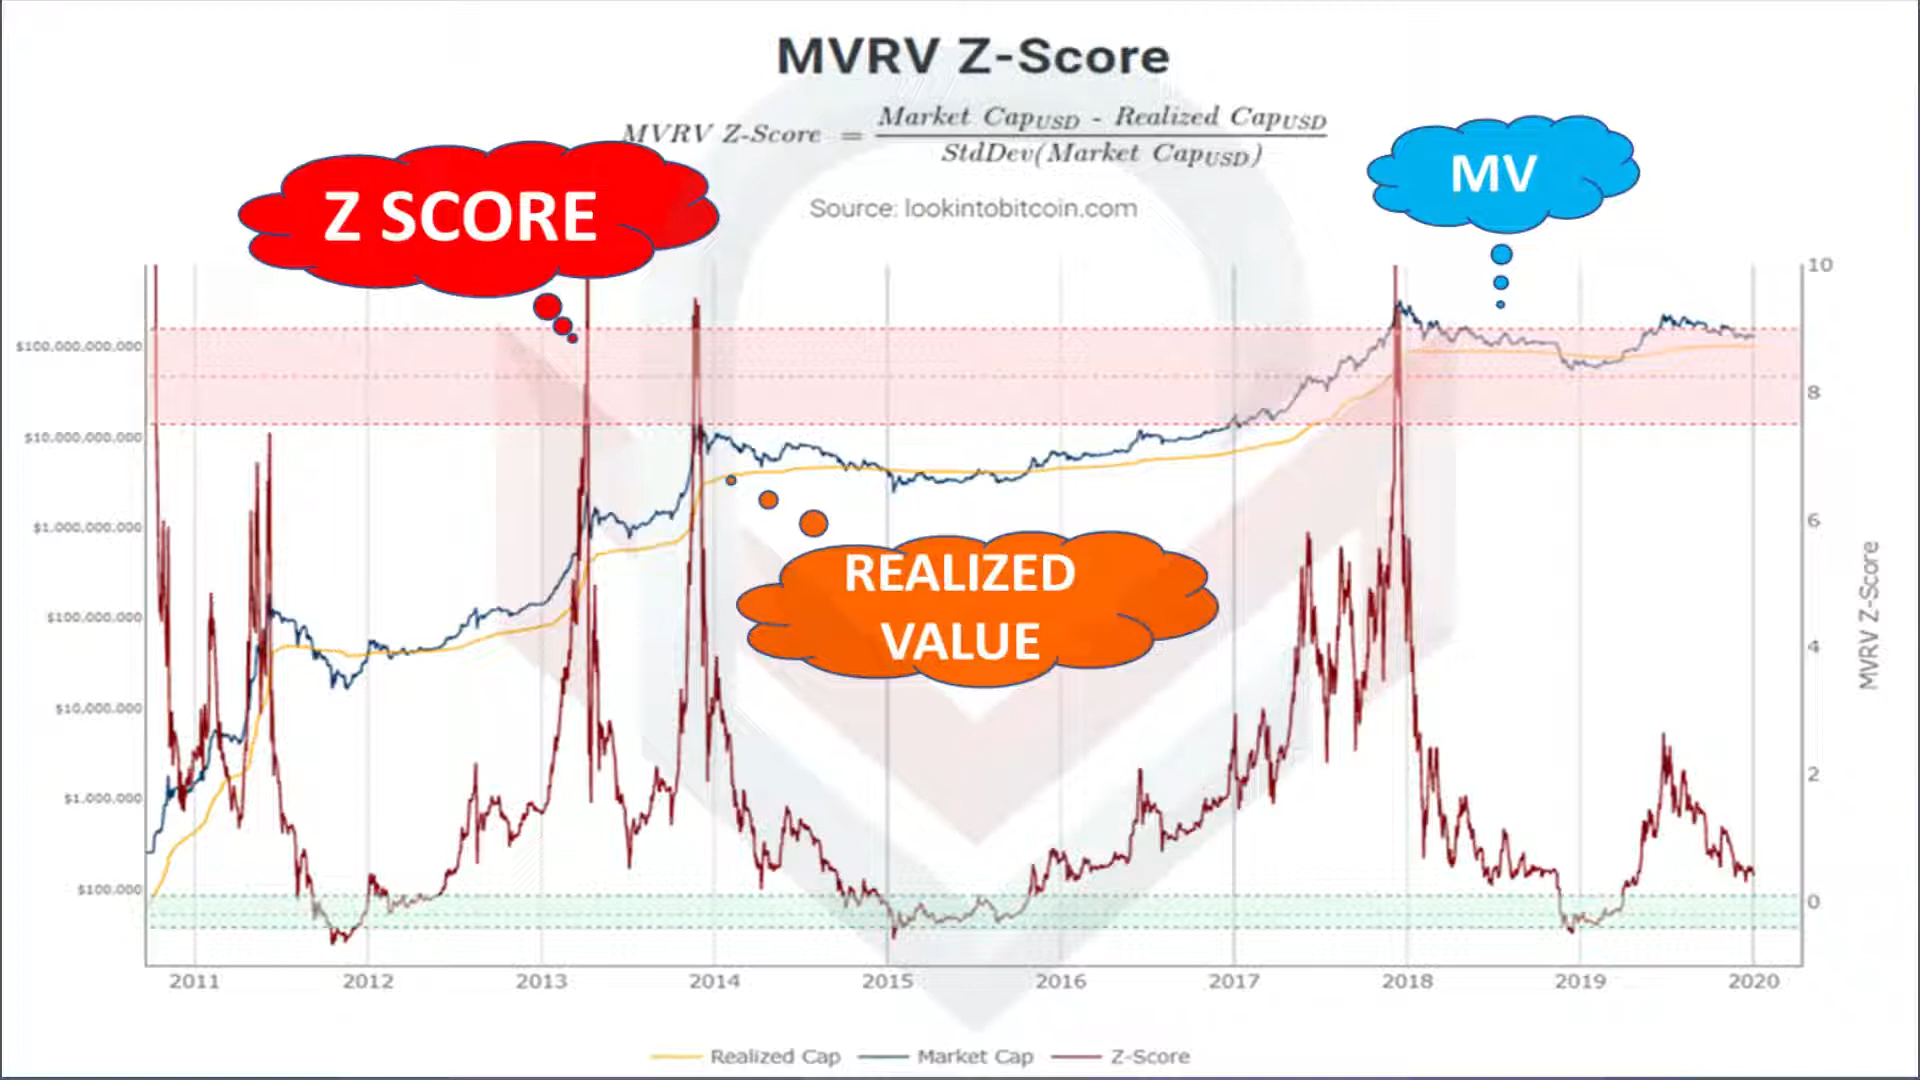 MVRV Z-Score
MVRV Z-Score = Market Cap_USD - Realized Cap_USD
StdDev(Market Cap_USD)
Z SCORE
MV
Source: lookintobitcoin.com
$100.000.000.000
$10.000.000.000
$1.000.000.000
$100.000.000
$10.000.000
$1.000.000
$100.000
10
8
6
4
2
0
MVRV Z-Score
REALIZED
VALUE
2011 2012 2013 2014 2015 2016 2017 2018 2019 2020
Realized Cap Market Cap Z-Score